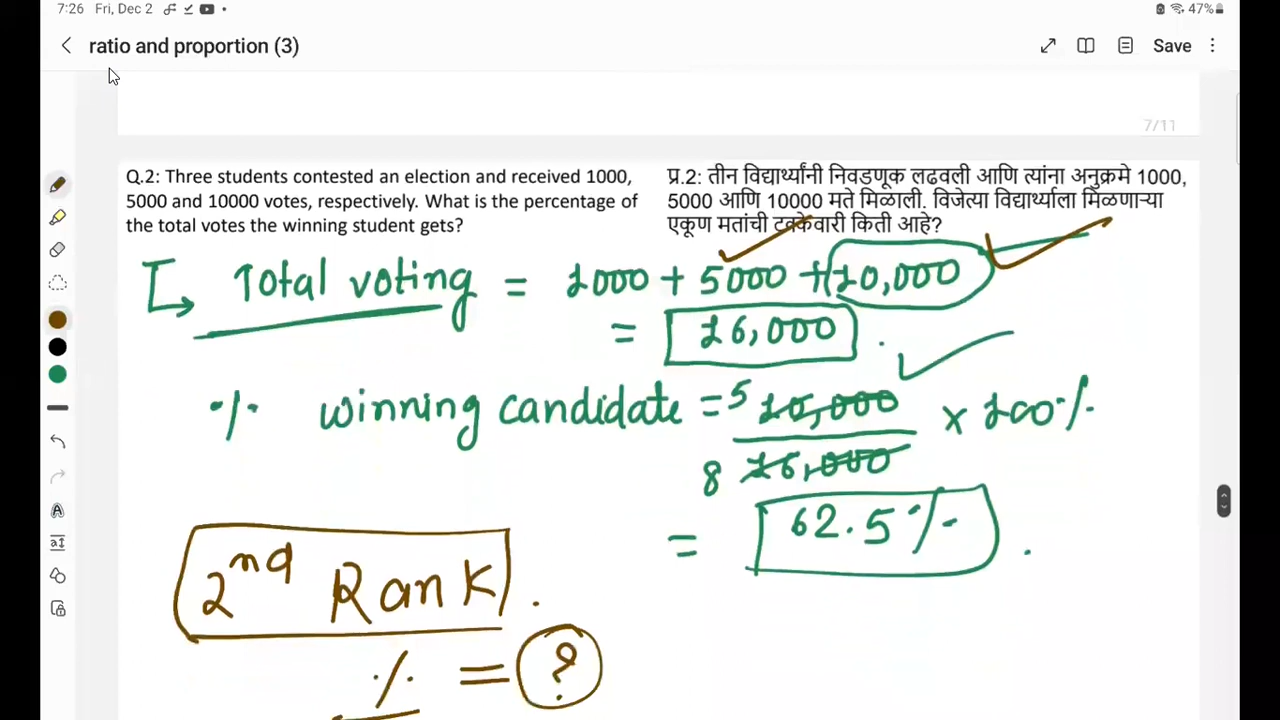 7:26 Fri, Dec 2
47%
ratio and proportion (3)
Save
7/11
Q.2: Three students contested an election and received 1000,
5000 and 10000 votes, respectively. What is the percentage of
the total votes the winning student gets?
प्र.2: तीन विद्यार्थ्यांनी निवडणूक लढवली आणि त्यांना अनुक्रमे 1000,
5000 आणि 10000 मते मिळाली. विजेत्या विद्यार्थ्याला मिळणाऱ्या
एकूण मतांची टक्केवारी किती आहे?
Total voting = 1000 + 5000 + 10,000
= 16,000.
% winning candidate = 5 10,000 × 100%
8 16,000
= 62.5%.
2nd Rank.
% = ?